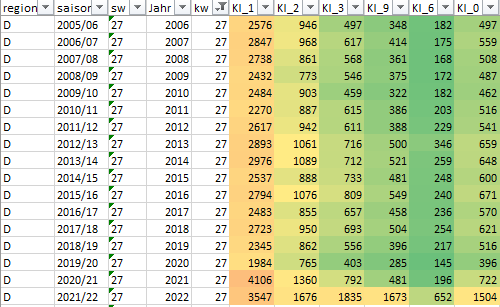 region saison sw Jahr kw KI_1 KI_2 KI_3 KI_9 KI_6 KI_0
D 2005/06 27 2006 27 2576 946 497 348 182 497
D 2006/07 27 2007 27 2847 968 617 414 175 559
D 2007/08 27 2008 27 2738 861 568 361 168 508
D 2008/09 27 2009 27 2432 773 546 375 172 487
D 2009/10 27 2010 27 2484 903 459 322 182 462
D 2010/11 27 2011 27 2270 887 615 386 203 516
D 2011/12 27 2012 27 2617 942 611 388 229 541
D 2012/13 27 2013 27 2893 1061 716 500 346 659
D 2013/14 27 2014 27 2976 1089 712 521 259 648
D 2014/15 27 2015 27 2537 888 733 481 248 600
D 2015/16 27 2016 27 2794 1076 809 549 240 671
D 2016/17 27 2017 27 2483 855 657 458 236 570
D 2017/18 27 2018 27 2723 950 693 504 254 621
D 2018/19 27 2019 27 2345 862 556 396 217 516
D 2019/20 27 2020 27 1984 765 403 285 145 396
D 2020/21 27 2021 27 4106 1360 792 481 196 722
D 2021/22 27 2022 27 3547 1676 1835 1673 652 1504